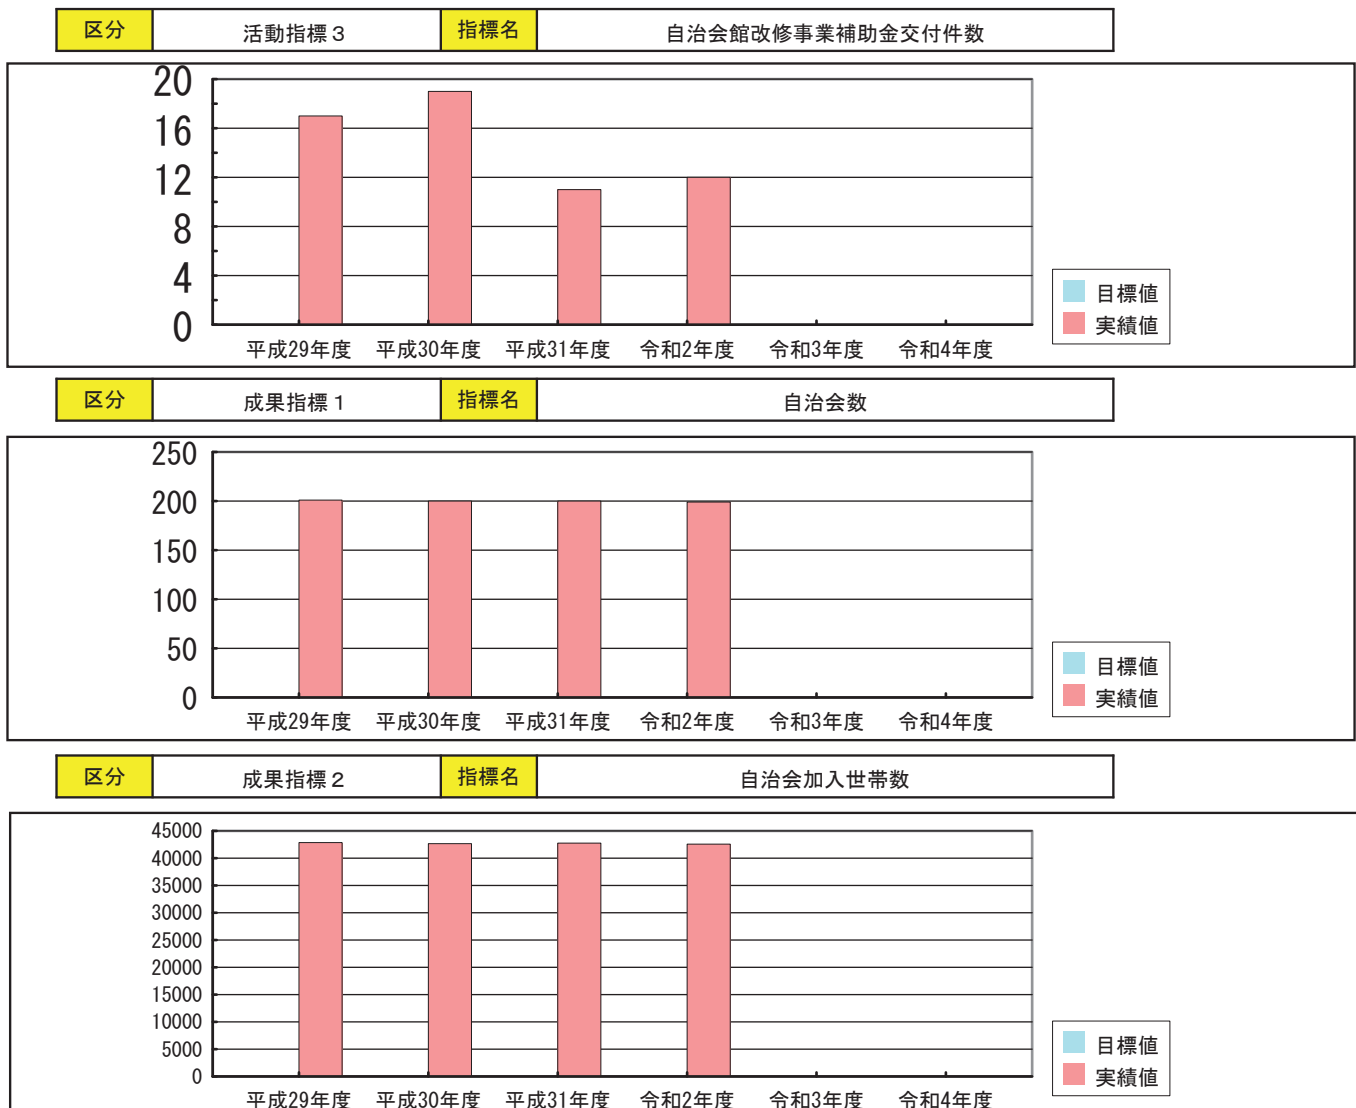 区分 活動指標３ 指標名 自治会館改修事業補助金交付件数
20
16
12
8
4
0
平成29年度 平成30年度 平成31年度 令和2年度 令和3年度 令和4年度
目標値
実績値
区分 成果指標１ 指標名 自治会数
250
200
150
100
50
0
平成29年度 平成30年度 平成31年度 令和2年度 令和3年度 令和4年度
目標値
実績値
区分 成果指標２ 指標名 自治会加入世帯数
45000
40000
35000
30000
25000
20000
15000
10000
5000
0
平成29年度 平成30年度 平成31年度 令和2年度 令和3年度 令和4年度
目標値
実績値